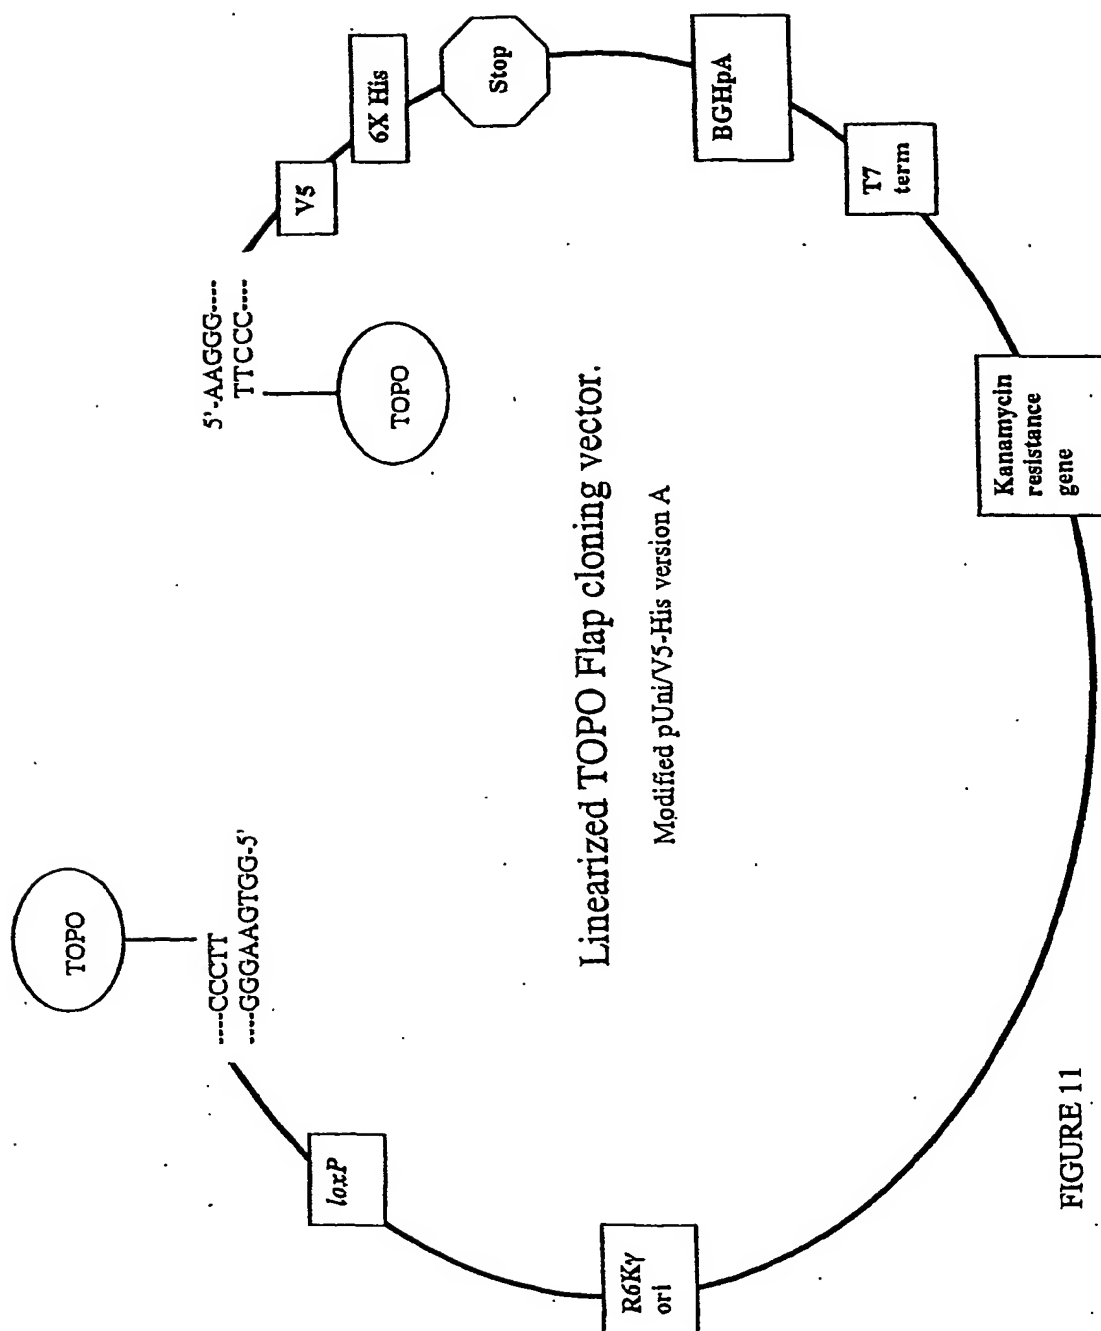 TOPO
----CCCTT
----GGGAAGTGG-5'
5'-AAGGG----
TTCCC----
TOPO
V5
6X His
Stop
BGHpA
T7
term
Kanamycin
resistance
gene
R6Kγ
ori
loxP
Linearized TOPO Flap cloning vector.
Modified pUni/V5-His version A
FIGURE 11